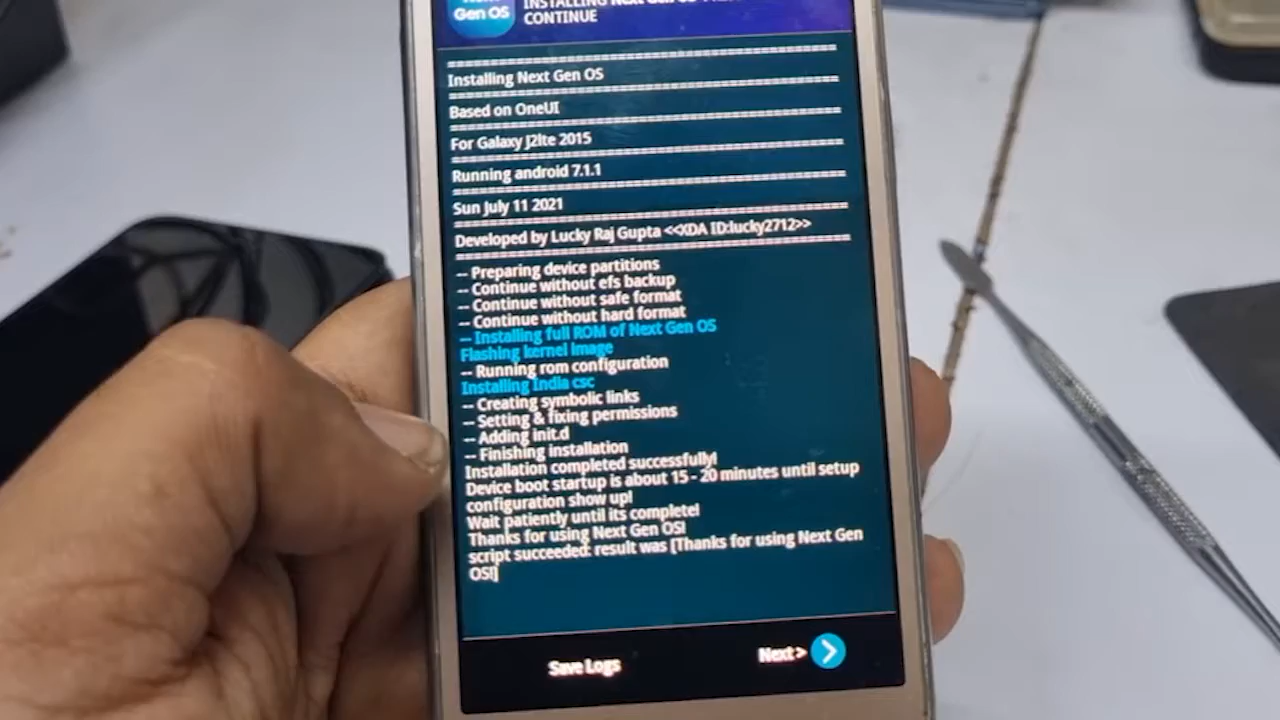 Gen OS
INSTALLING Next Gen OS
CONTINUE
==================================================
Installing Next Gen OS
==================================================
Based on OneUI
==================================================
For Galaxy J2lte 2015
==================================================
Running android 7.1.1
==================================================
Sun July 11 2021
==================================================
Developed by Lucky Raj Gupta <<XDA ID:lucky2712>>
==================================================
-- Preparing device partitions
-- Continue without efs backup
-- Continue without safe format
-- Continue without hard format
-- Installing full ROM of Next Gen OS
Flashing kernel image
-- Running rom configuration
Installing India csc
-- Creating symbolic links
-- Setting & fixing permissions
-- Adding init.d
-- Finishing installation
Installation completed successfully!
Device boot startup is about 15 - 20 minutes until setup
configuration show up!
Wait patiently until its complete!
Thanks for using Next Gen OS!
script succeeded: result was [Thanks for using Next Gen
OS!]
Save Logs
Next >